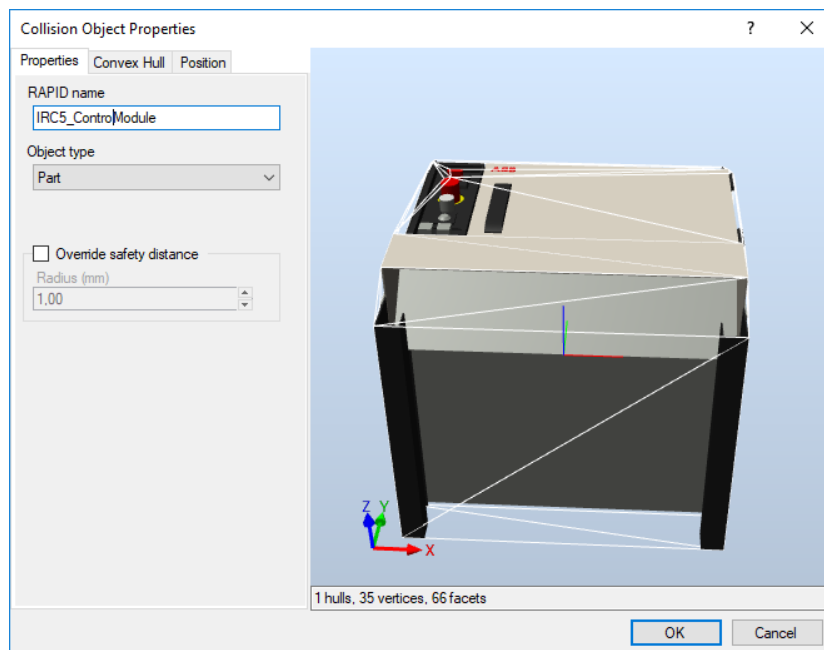 Collision Object Properties
?
Properties Convex Hull Position
RAPID name
IRC5_ControModule
Object type
Part
Override safety distance
Radius (mm)
1,00
ABB
Z Y
X
1 hulls, 35 vertices, 66 facets
OK Cancel